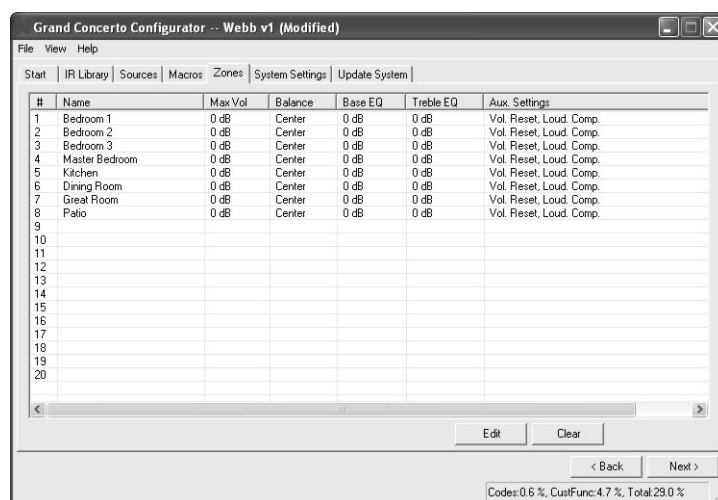 Grand Concerto Configurator -- Webb v1 (Modified)
File View Help
Start IR Library Sources Macros Zones System Settings Update System
# Name Max Vol Balance Base EQ Treble EQ Aux. Settings
1 Bedroom 1 0 dB Center 0 dB 0 dB Vol. Reset, Loud. Comp.
2 Bedroom 2 0 dB Center 0 dB 0 dB Vol. Reset, Loud. Comp.
3 Bedroom 3 0 dB Center 0 dB 0 dB Vol. Reset, Loud. Comp.
4 Master Bedroom 0 dB Center 0 dB 0 dB Vol. Reset, Loud. Comp.
5 Kitchen 0 dB Center 0 dB 0 dB Vol. Reset, Loud. Comp.
6 Dining Room 0 dB Center 0 dB 0 dB Vol. Reset, Loud. Comp.
7 Great Room 0 dB Center 0 dB 0 dB Vol. Reset, Loud. Comp.
8 Patio 0 dB Center 0 dB 0 dB Vol. Reset, Loud. Comp.
9
10
11
12
13
14
15
16
17
18
19
20
Edit Clear
< Back Next >
Codes:0.6 %, CustFunc:4.7 %, Total:29.0 %